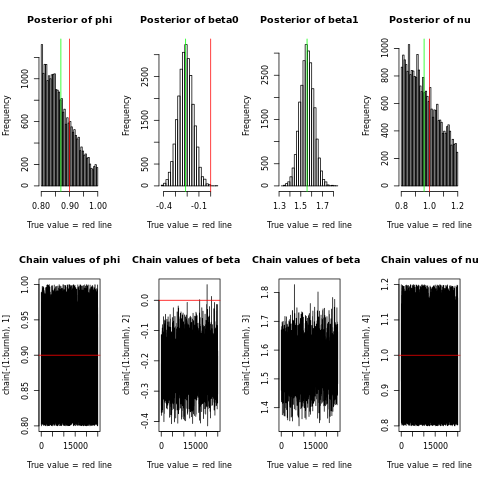 Posterior of phi
Posterior of beta0
Posterior of beta1
Posterior of nu
Frequency
0 200 600 1000
0.80 0.90 1.00
True value = red line
Frequency
0 500 1500 2500
-0.4 -0.1
True value = red line
Frequency
0 500 1500 2500
1.3 1.5 1.7
True value = red line
Frequency
0 200 400 600 800 1000
0.8 1.0 1.2
True value = red line
Chain values of phi
Chain values of beta
Chain values of beta
Chain values of nu
chain[-(1:burnIn), 1]
0.80 0.85 0.90 0.95 1.00
0 15000
True value = red line
chain[-(1:burnIn), 2]
-0.4 -0.3 -0.2 -0.1 0.0
0 15000
True value = red line
chain[-(1:burnIn), 3]
1.4 1.5 1.6 1.7 1.8
0 15000
True value = red line
chain[-(1:burnIn), 4]
0.8 0.9 1.0 1.1 1.2
0 15000
True value = red line